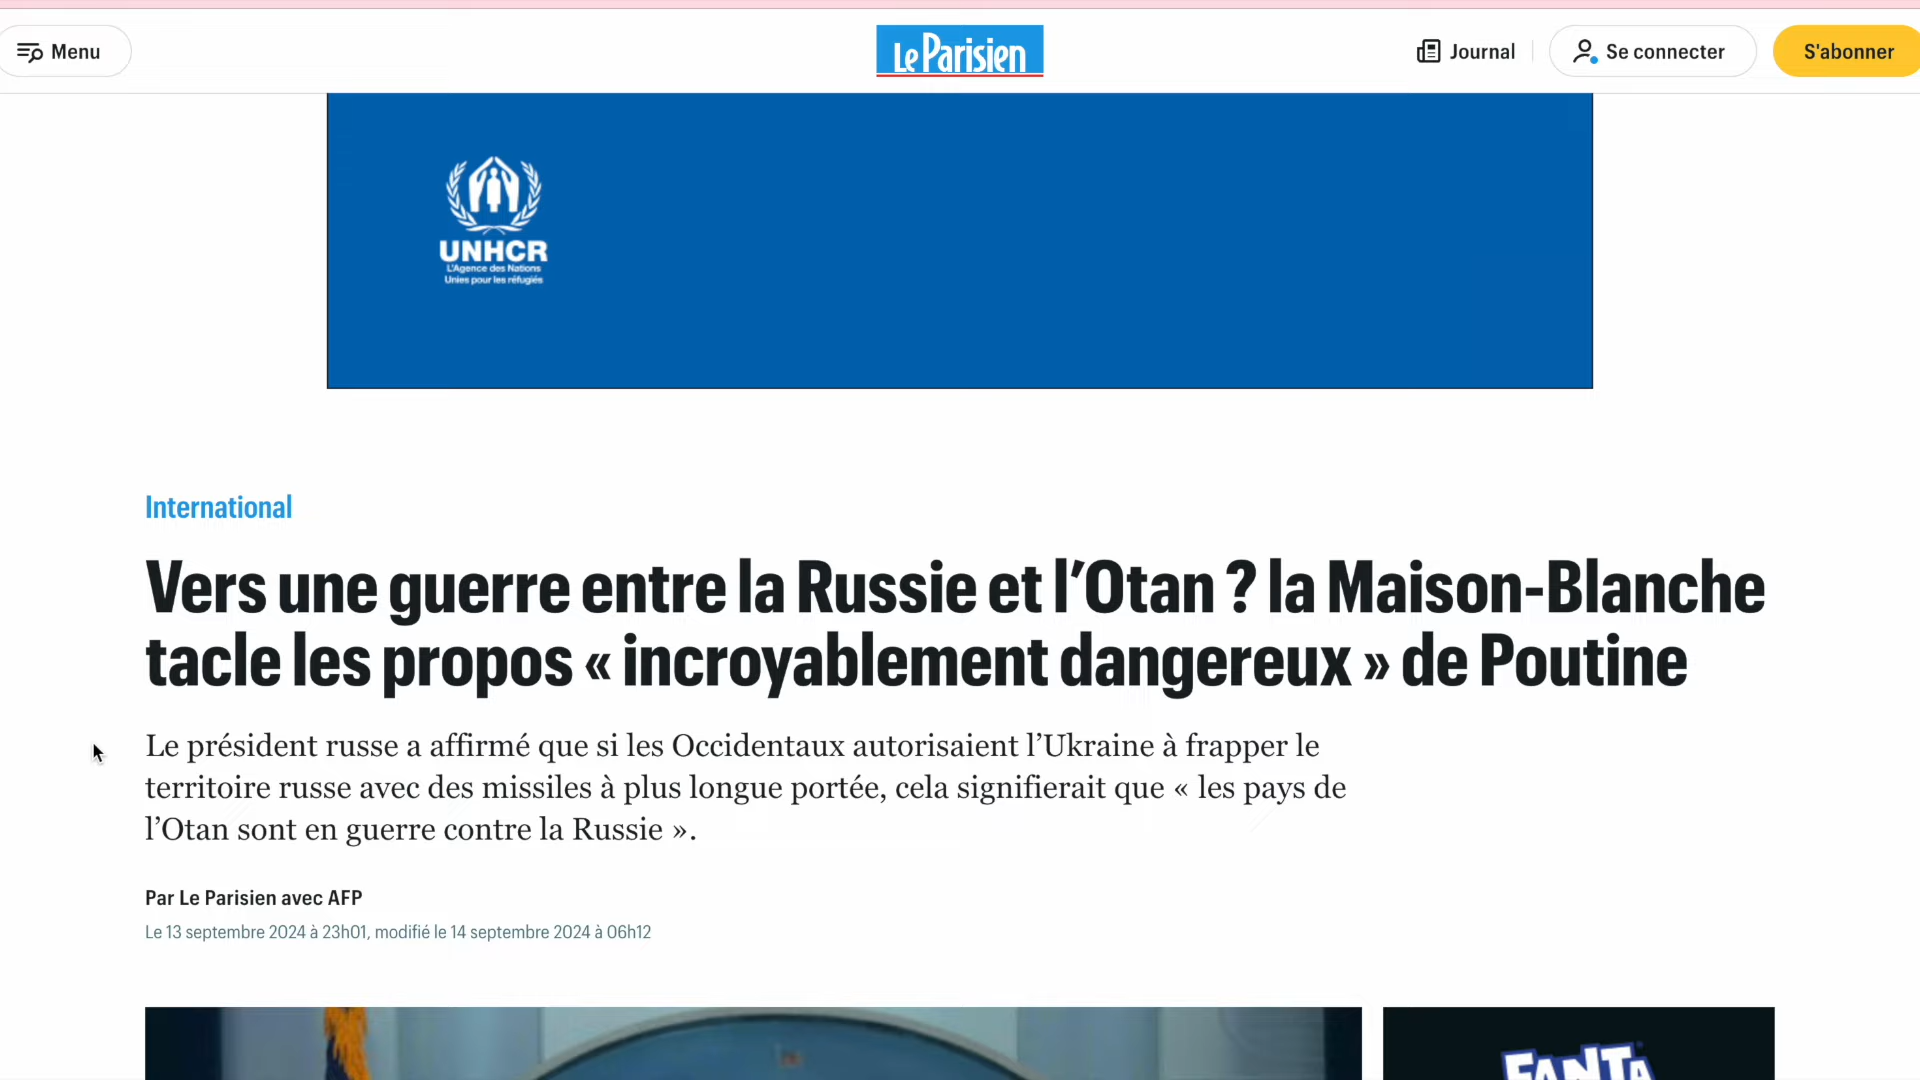 Menu
Le Parisien
Journal
Se connecter
S'abonner
UNHCR
L'Agence des Nations
Unies pour les réfugiés
International
Vers une guerre entre la Russie et l’Otan ? la Maison-Blanche
tacle les propos « incroyablement dangereux » de Poutine
Le président russe a affirmé que si les Occidentaux autorisaient l’Ukraine à frapper le
territoire russe avec des missiles à plus longue portée, cela signifierait que « les pays de
l’Otan sont en guerre contre la Russie ».
Par Le Parisien avec AFP
Le 13 septembre 2024 à 23h01, modifié le 14 septembre 2024 à 06h12
FANTA